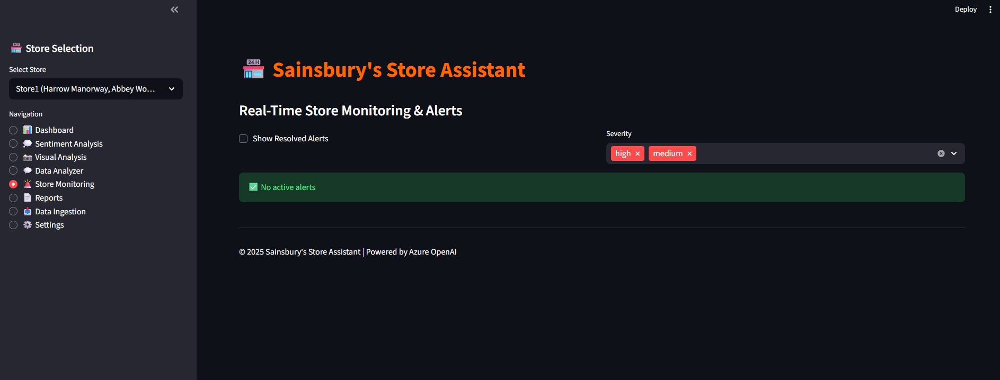 Deploy
Store Selection
Select Store
Store1 (Harrow Manorway, Abbey Wo...
Navigation
Dashboard
Sentiment Analysis
Visual Analysis
Data Analyzer
Store Monitoring
Reports
Data Ingestion
Settings
24 H
Sainsbury's Store Assistant
Real-Time Store Monitoring & Alerts
Show Resolved Alerts
Severity
high × medium ×
No active alerts
© 2025 Sainsbury's Store Assistant | Powered by Azure OpenAI